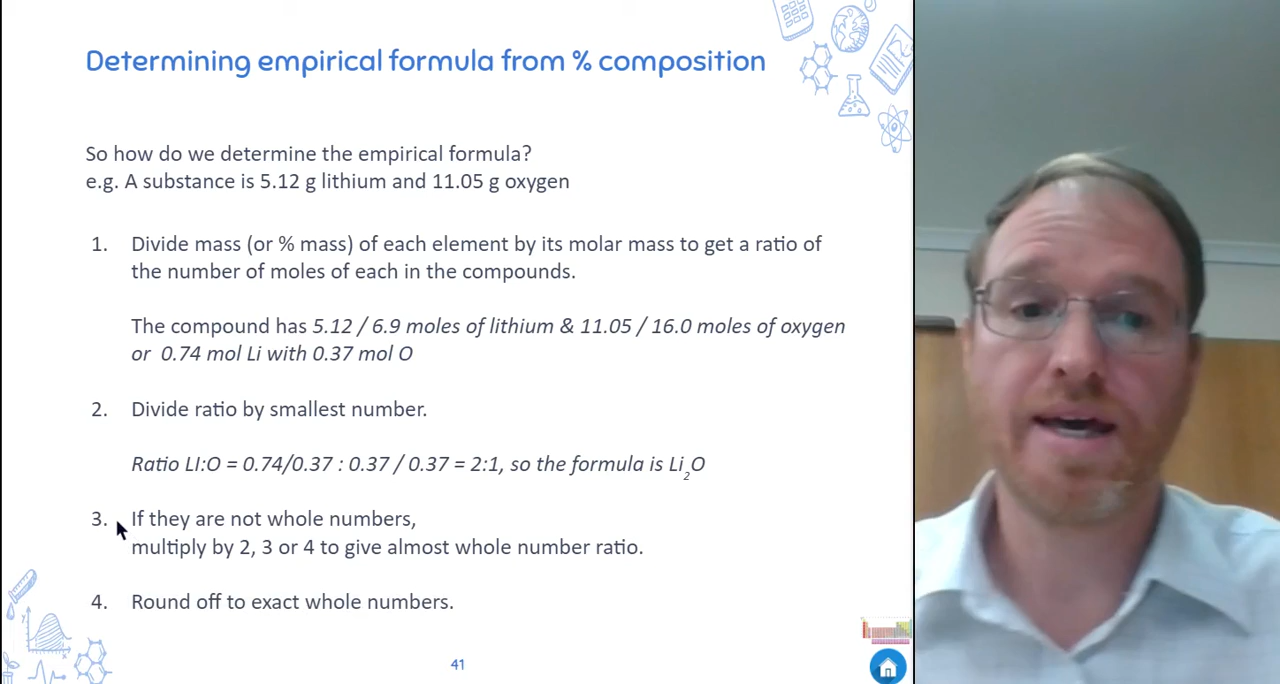 Determining empirical formula from % composition
So how do we determine the empirical formula?
e.g. A substance is 5.12 g lithium and 11.05 g oxygen
1. Divide mass (or % mass) of each element by its molar mass to get a ratio of
the number of moles of each in the compounds.
The compound has 5.12 / 6.9 moles of lithium & 11.05 / 16.0 moles of oxygen
or 0.74 mol Li with 0.37 mol O
2. Divide ratio by smallest number.
Ratio LI:O = 0.74/0.37 : 0.37 / 0.37 = 2:1, so the formula is Li₂O
3. If they are not whole numbers,
multiply by 2, 3 or 4 to give almost whole number ratio.
4. Round off to exact whole numbers.
41